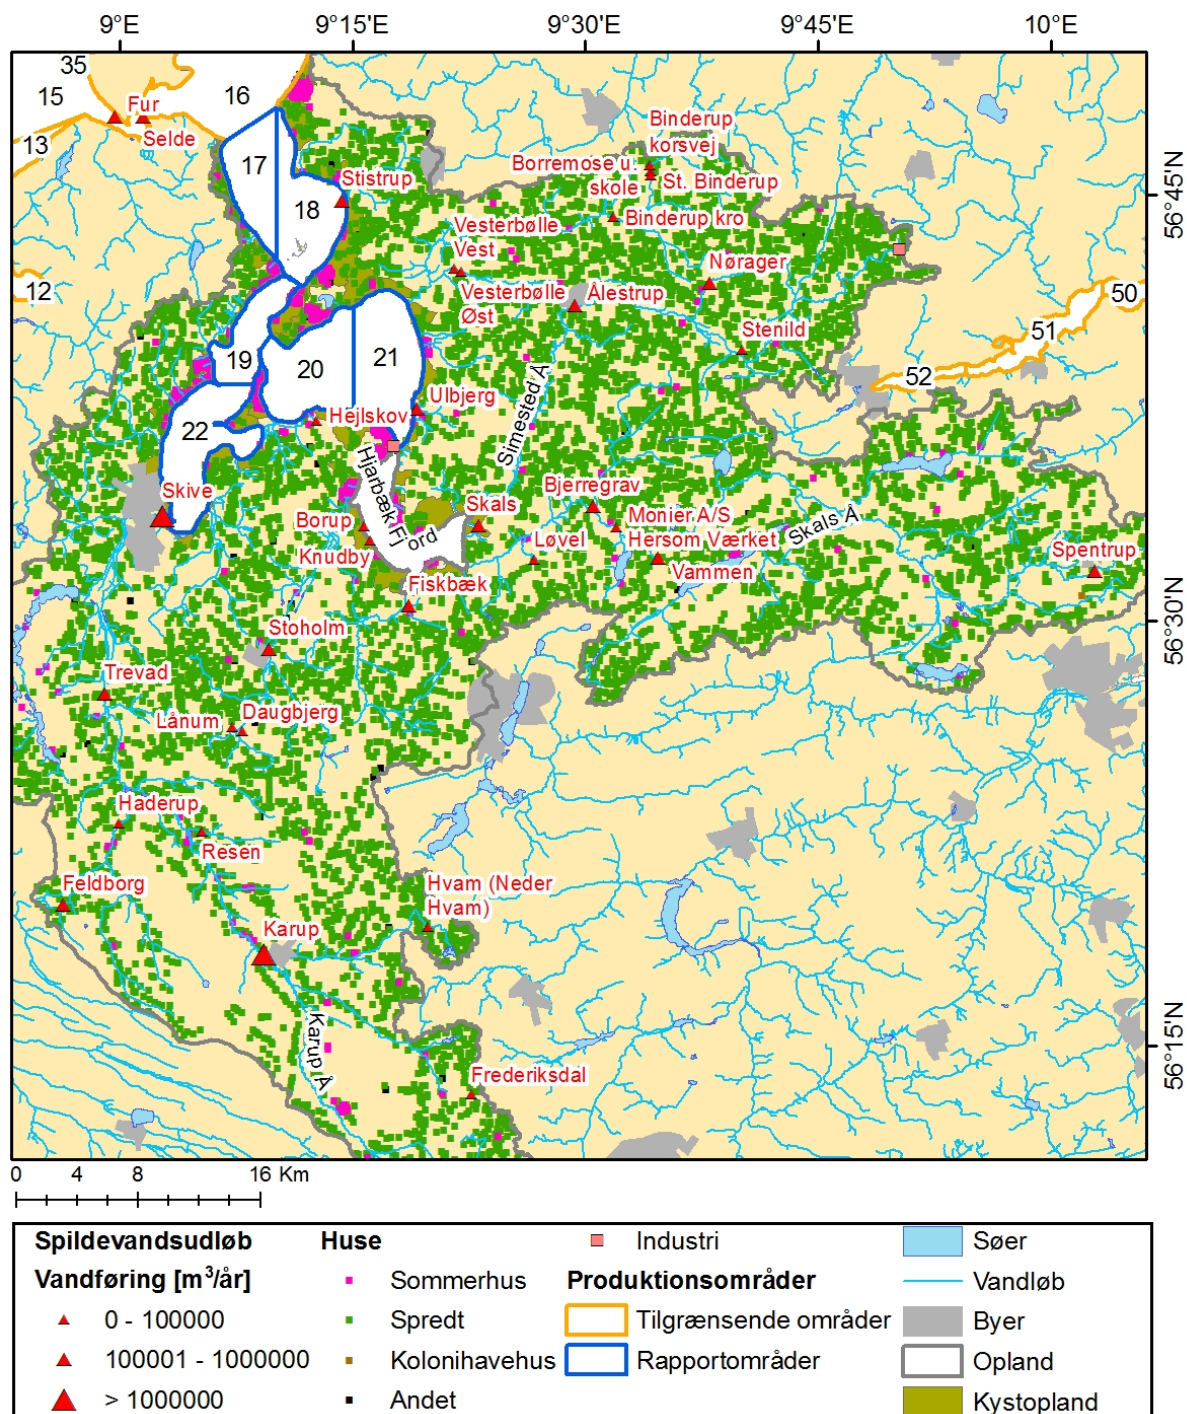 9°E
9°15'E
9°30'E
9°45'E
10°E
35
15
16
Fur
Selde
13
17
Binderup
korsvej
Borremose u.
skole
St. Binderup
56°45'N
Stistrup
18
Vesterbølle
Vest
Binderup kro
12
Nørager
Vesterbølle
Øst
Ålestrup
50
51
Stenild
19
20
21
52
Ulbjerg
Hejlskov
Simested Å
22
Hjarbæk Fjord
Skive
Bjerregrav
Skals
Borup
Monier A/S
Skals Å
Knudby
Løvel
Hersom Værket
Spentrup
Vammen
Fiskbæk
56°30'N
Stoholm
Trevad
Daugbjerg
Lånum
Haderup
Resen
Feldborg
Hvam (Neder
Hvam)
Karup
Karup Å
56°15'N
Frederiksdal
0 4 8 16 Km
Spildevandsudløb
Vandføring [m³/år]
0 - 100000
100001 - 1000000
> 1000000
Huse
Sommerhus
Spredt
Kolonihavehus
Andet
Industri
Produktionsområder
Tilgrænsende områder
Rapportområder
Søer
Vandløb
Byer
Opland
Kystopland